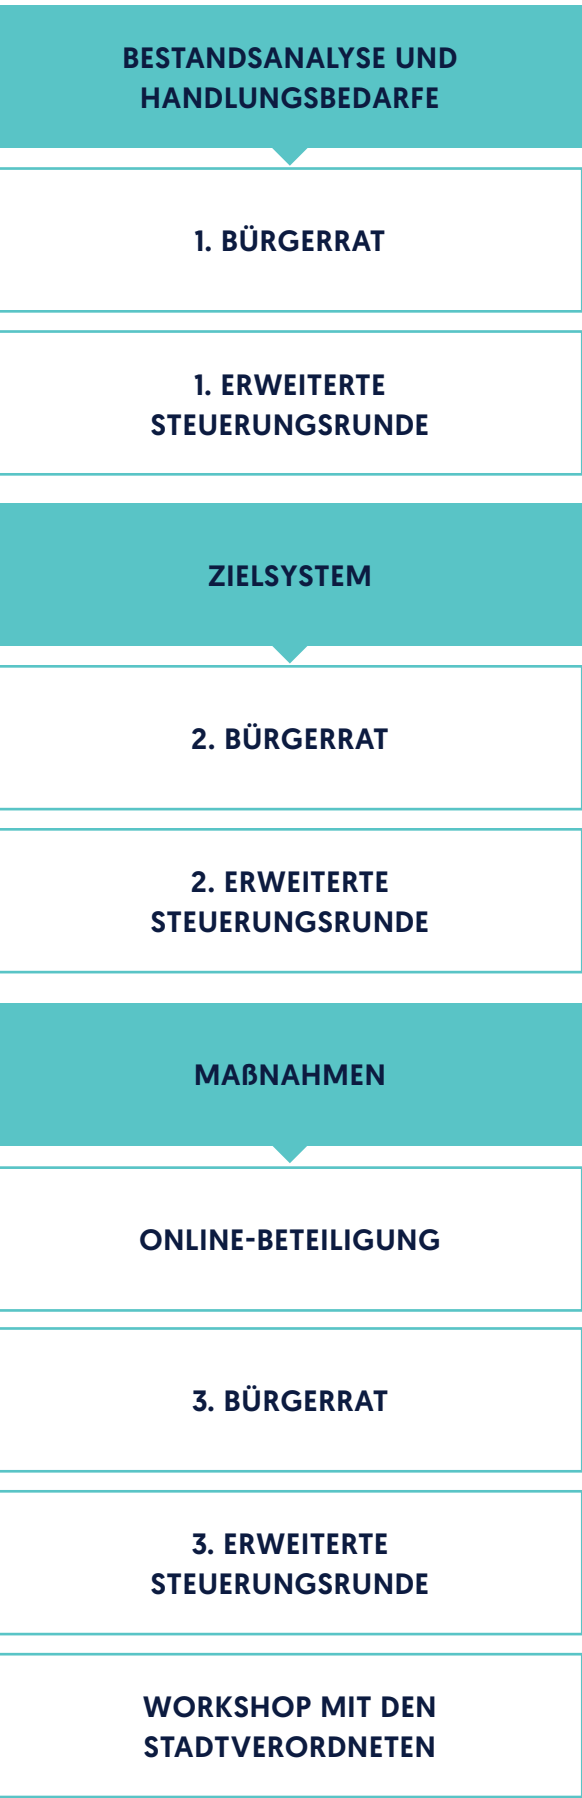 BESTANDSANALYSE UND
HANDLUNGSBEDARFE
1. BÜRGERRAT
1. ERWEITERTE
STEUERUNGSRUNDE
ZIELSYSTEM
2. BÜRGERRAT
2. ERWEITERTE
STEUERUNGSRUNDE
MAßNAHMEN
ONLINE-BETEILIGUNG
3. BÜRGERRAT
3. ERWEITERTE
STEUERUNGSRUNDE
WORKSHOP MIT DEN
STADTVERORDNETEN